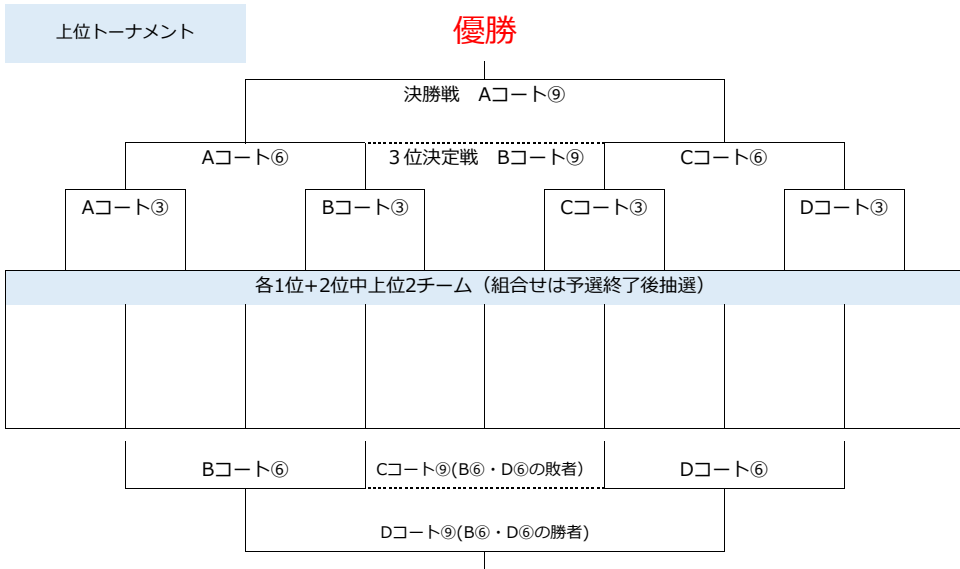 上位トーナメント
優勝
決勝戦　Aコート⑨
Aコート⑥
３位決定戦　Bコート⑨
Cコート⑥
Aコート③
Bコート③
Cコート③
Dコート③
各1位+2位中上位2チーム（組合せは予選終了後抽選）
Bコート⑥
Cコート⑨(B⑥・D⑥の敗者）
Dコート⑥
Dコート⑨(B⑥・D⑥の勝者)